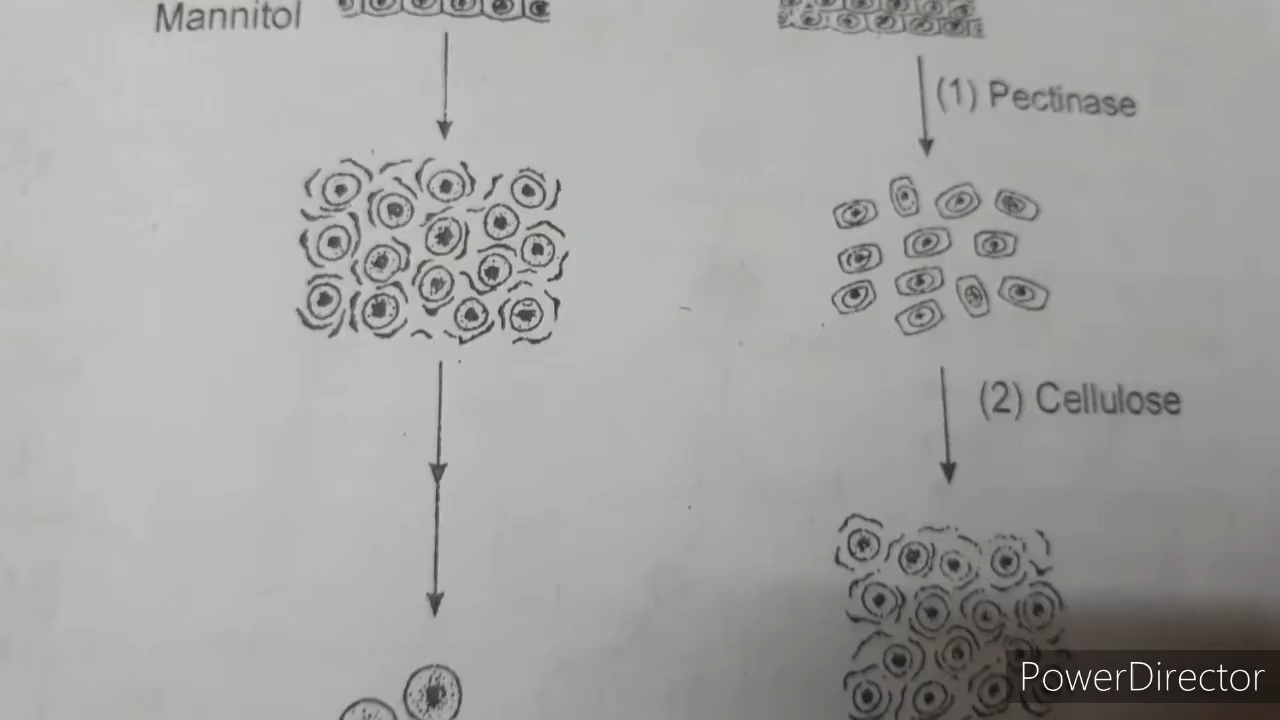 Mannitol
(1) Pectinase
(2) Cellulose
PowerDirector